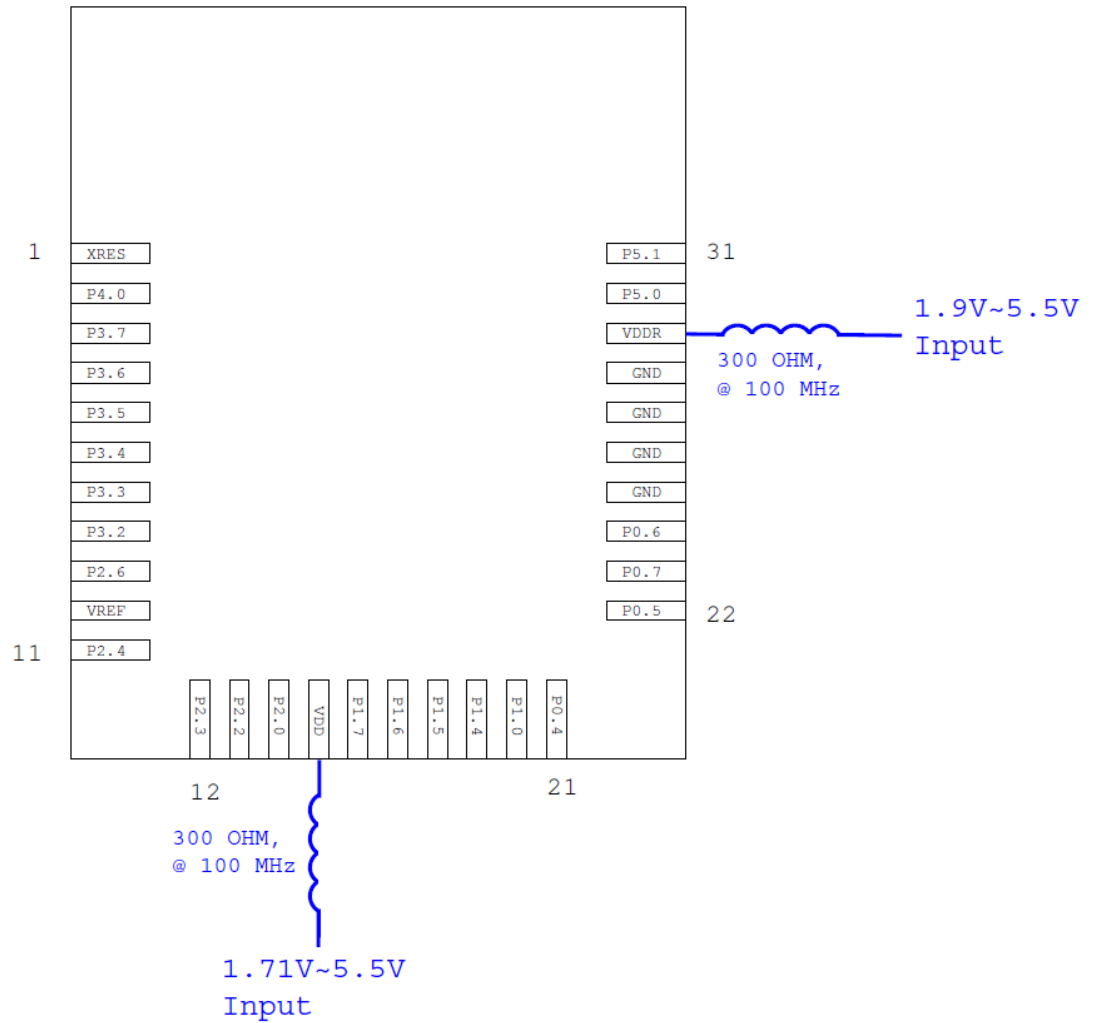 1
XRES
P4.0
P3.7
P3.6
P3.5
P3.4
P3.3
P3.2
P2.6
VREF
11
P2.4
P5.1
31
P5.0
VDDR
1.9V~5.5V
Input
300 OHM,
@ 100 MHz
GND
GND
GND
GND
P0.6
P0.7
P0.5
22
P2.3
P2.2
P2.0
VDD
P1.7
P1.6
P1.5
P1.4
P1.0
P0.4
12
21
300 OHM,
@ 100 MHz
1.71V~5.5V
Input